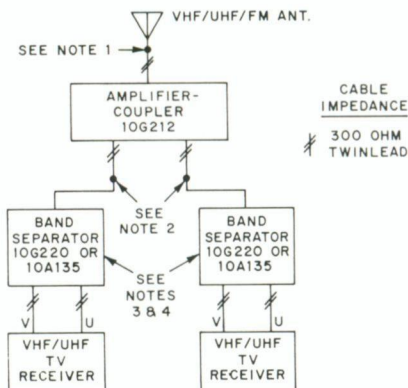 VHF/UHF/FM ANT.
SEE NOTE 1
AMPLIFIER-
COUPLER
10G212
CABLE
IMPEDANCE
300 OHM
TWINLEAD
SEE
NOTE 2
BAND
SEPARATOR
10G220 OR
10A135
BAND
SEPARATOR
10G220 OR
10A135
SEE
NOTES
3 & 4
V
U
V
U
VHF/UHF
TV
RECEIVER
VHF/UHF
TV
RECEIVER